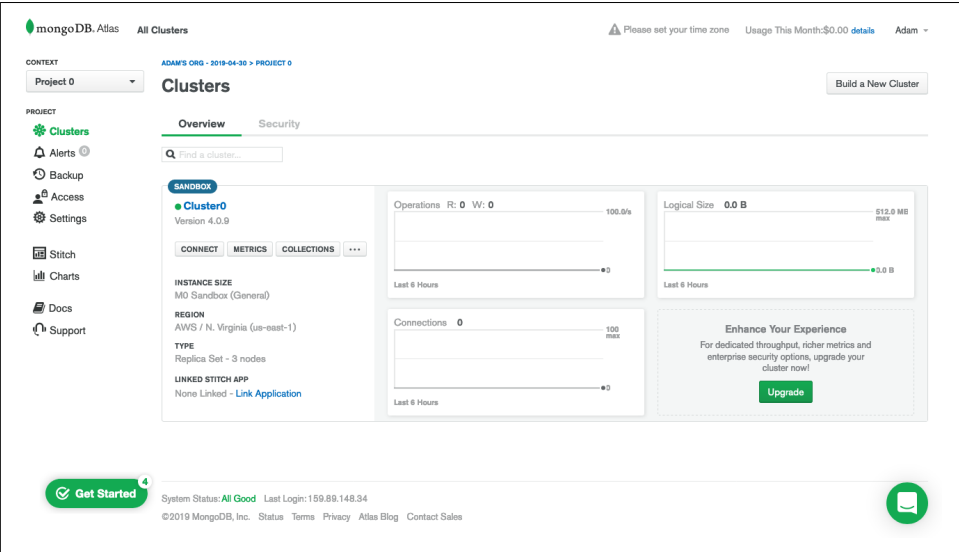 mongoDB. Atlas All Clusters Please set your time zone Usage This Month:$0.00 details Adam
CONTEXT
Project 0
ADAM'S ORG - 2019-04-30 > PROJECT 0
Clusters
Build a New Cluster
PROJECT
Clusters
Alerts 0
Backup
Access
Settings
Stitch
Charts
Docs
Support
Overview Security
Find a cluster...
SANDBOX
Cluster0
Version 4.0.9
CONNECT METRICS COLLECTIONS ...
INSTANCE SIZE
M0 Sandbox (General)
REGION
AWS / N. Virginia (us-east-1)
TYPE
Replica Set - 3 nodes
LINKED STITCH APP
None Linked - Link Application
Operations R: 0 W: 0
100.0/s
0
Last 6 Hours
Logical Size 0.0 B
512.0 MB
max
0.0 B
Last 6 Hours
Connections 0
100
max
0
Last 6 Hours
Enhance Your Experience
For dedicated throughput, richer metrics and
enterprise security options, upgrade your
cluster now!
Upgrade
Get Started 4
System Status: All Good Last Login: 159.89.148.34
©2019 MongoDB, Inc. Status Terms Privacy Atlas Blog Contact Sales